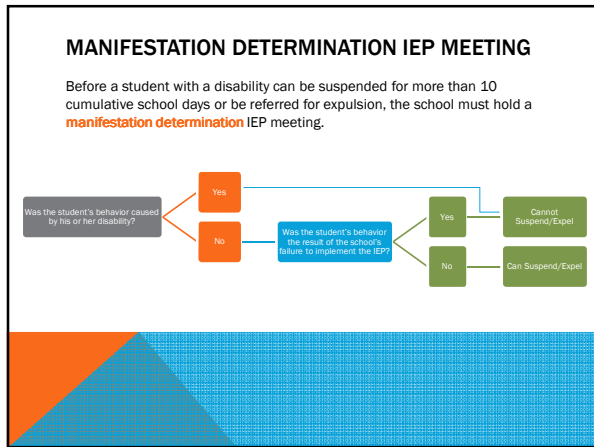 MANIFESTATION DETERMINATION IEP MEETING
Before a student with a disability can be suspended for more than 10
cumulative school days or be referred for expulsion, the school must hold a
manifestation determination IEP meeting.
Was the student's behavior caused
by his or her disability?
Yes
No
Was the student's behavior
the result of the school's
failure to implement the IEP?
Yes
No
Cannot
Suspend/Expel
Can Suspend/Expel